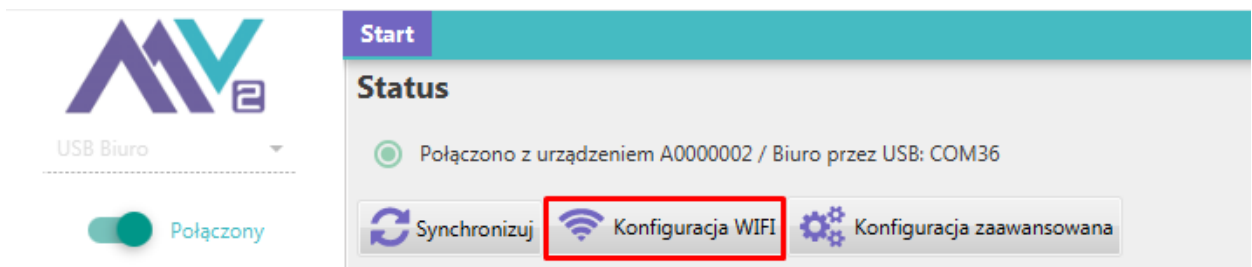 MV2
Start
Status
USB Biuro
Połączono z urządzeniem A0000002 / Biuro przez USB: COM36
Połączony
Synchronizuj
Konfiguracja WIFI
Konfiguracja zaawansowana